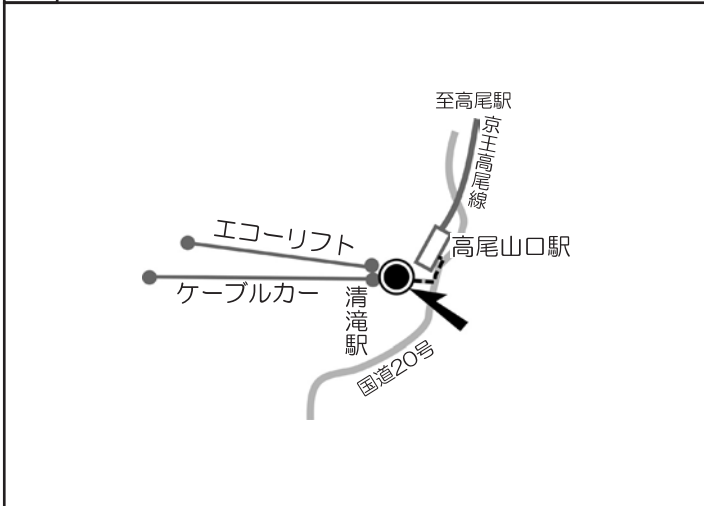 至高尾駅
京王高尾線
エコーリフト
高尾山口駅
ケーブルカー
清滝駅
国道20号